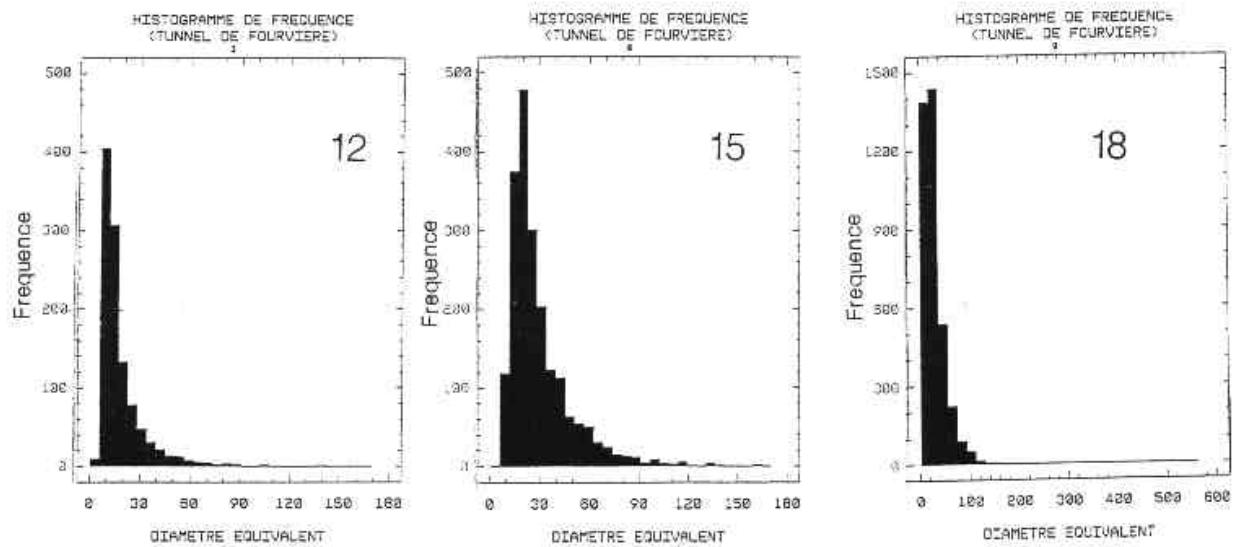 HISTOGRAMME DE FREQUENCE
(TUNNEL DE FOURVIERE)
500
400
300
200
100
0
Frequence
12
0 30 60 90 120 150 180
DIAMETRE EQUIVALENT
HISTOGRAMME DE FREQUENCE
(TUNNEL DE FOURVIERE)
500
400
300
200
100
0
Frequence
15
0 30 60 90 120 150 180
DIAMETRE EQUIVALENT
HISTOGRAMME DE FREQUENCE
(TUNNEL DE FOURVIERE)
1500
1200
900
600
300
0
Frequence
18
0 100 200 300 400 500 600
DIAMETRE EQUIVALENT